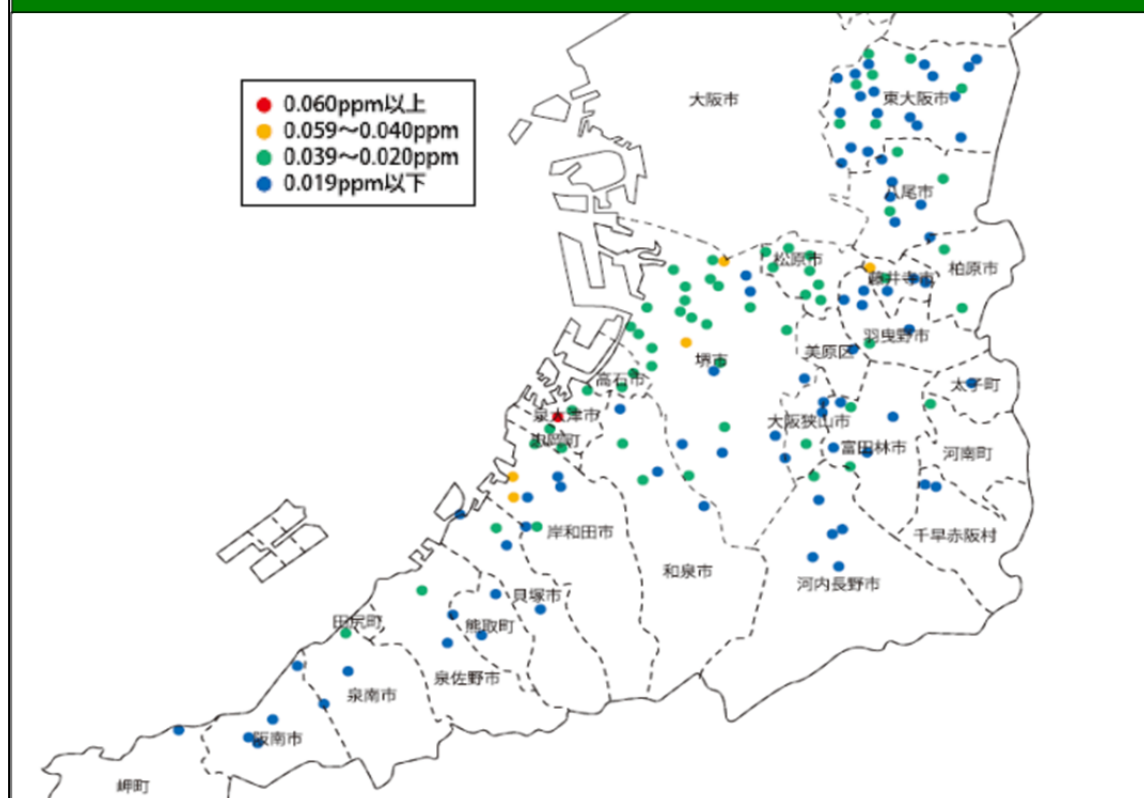 0.060ppm以上
0.059～0.040ppm
0.039～0.020ppm
0.019ppm以下
大阪市
東大阪市
八尾市
松原市
藤井寺市
柏原市
羽曳野市
美原区
堺市
高石市
太子町
泉大津市
大阪狭山市
忠岡町
富田林市
河南町
岸和田市
千早赤阪村
和泉市
河内長野市
貝塚市
田尻町
熊取町
泉佐野市
泉南市
阪南市
岬町